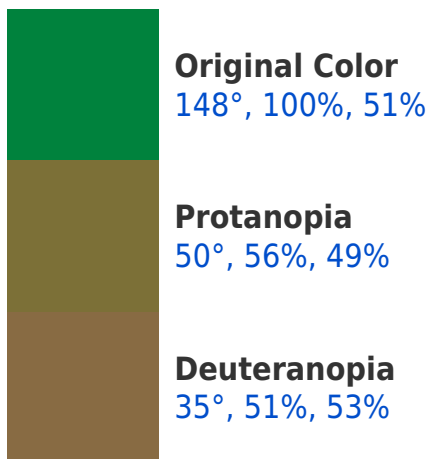 Original Color
148°, 100%, 51%
Protanopia
50°, 56%, 49%
Deuteranopia
35°, 51%, 53%